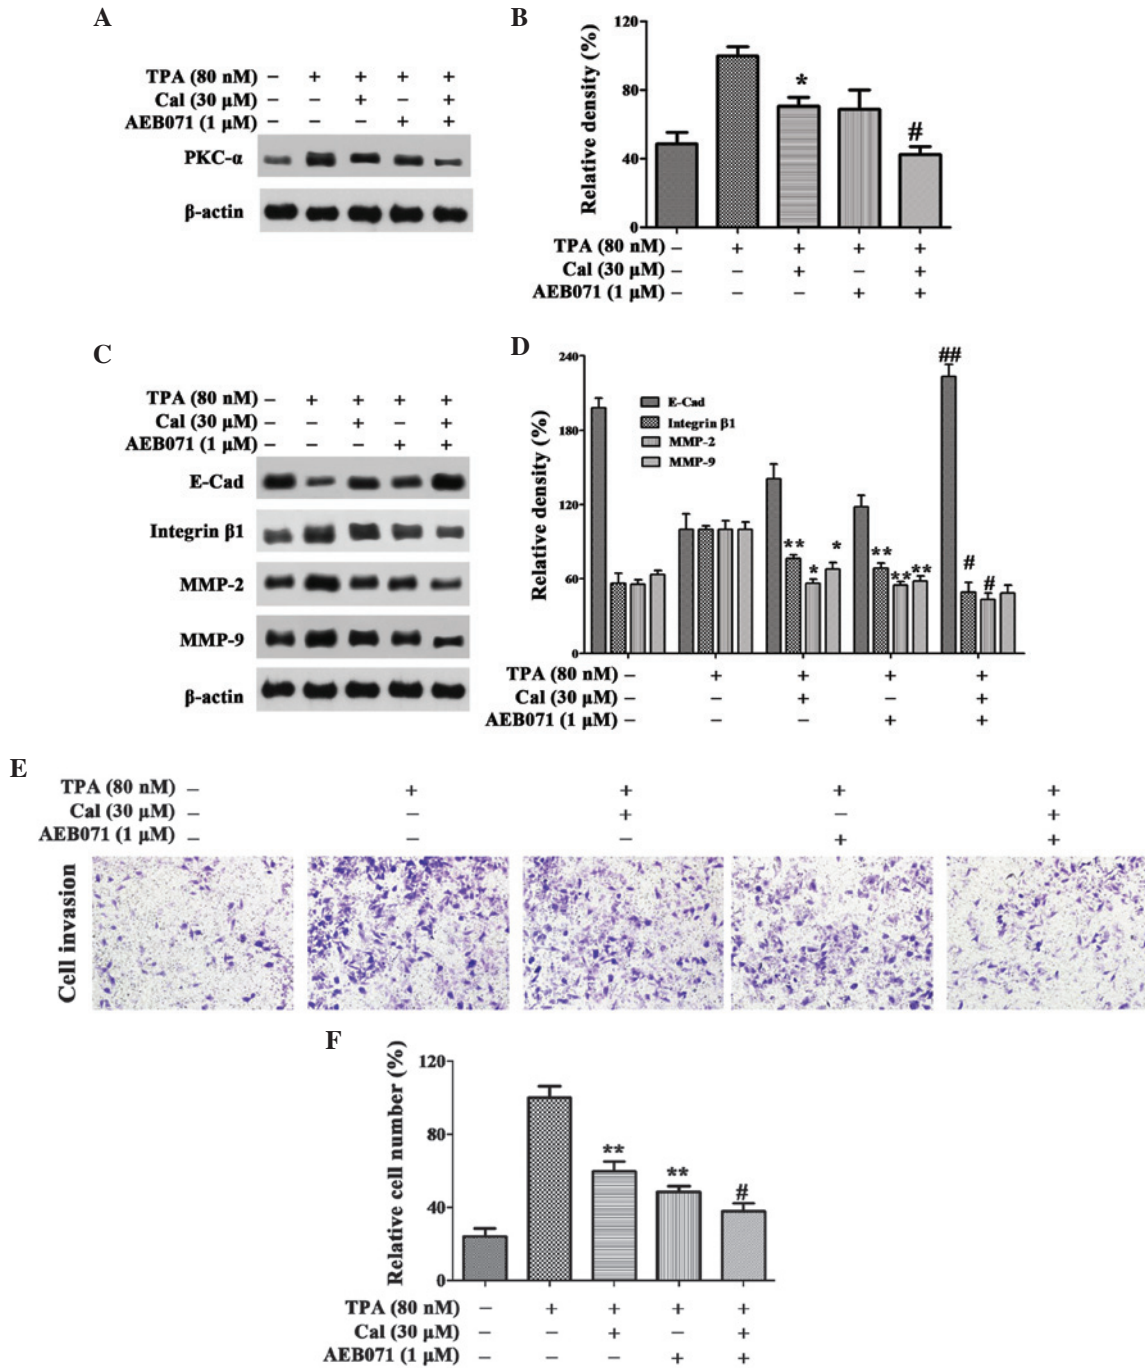 A
TPA (80 nM) – + + + +
Cal (30 μM) – – + – +
AEB071 (1 μM) – – – + +
PKC-α
β-actin
B
Relative density (%)
120
80
40
0
*
#
TPA (80 nM) – + + + +
Cal (30 μM) – – + – +
AEB071 (1 μM) – – – + +
C
TPA (80 nM) – + + + +
Cal (30 μM) – – + – +
AEB071 (1 μM) – – – + +
E-Cad
Integrin β1
MMP-2
MMP-9
β-actin
D
Relative density (%)
240
180
120
60
0
E-Cad
Integrin β1
MMP-2
MMP-9
** * *
** ** **
## # #
TPA (80 nM) – + + + +
Cal (30 μM) – – + – +
AEB071 (1 μM) – – – + +
E
TPA (80 nM) – + + + +
Cal (30 μM) – – + – +
AEB071 (1 μM) – – – + +
Cell invasion
F
Relative cell number (%)
120
80
40
0
** ** #
TPA (80 nM) – + + + +
Cal (30 μM) – – + – +
AEB071 (1 μM) – – – + +